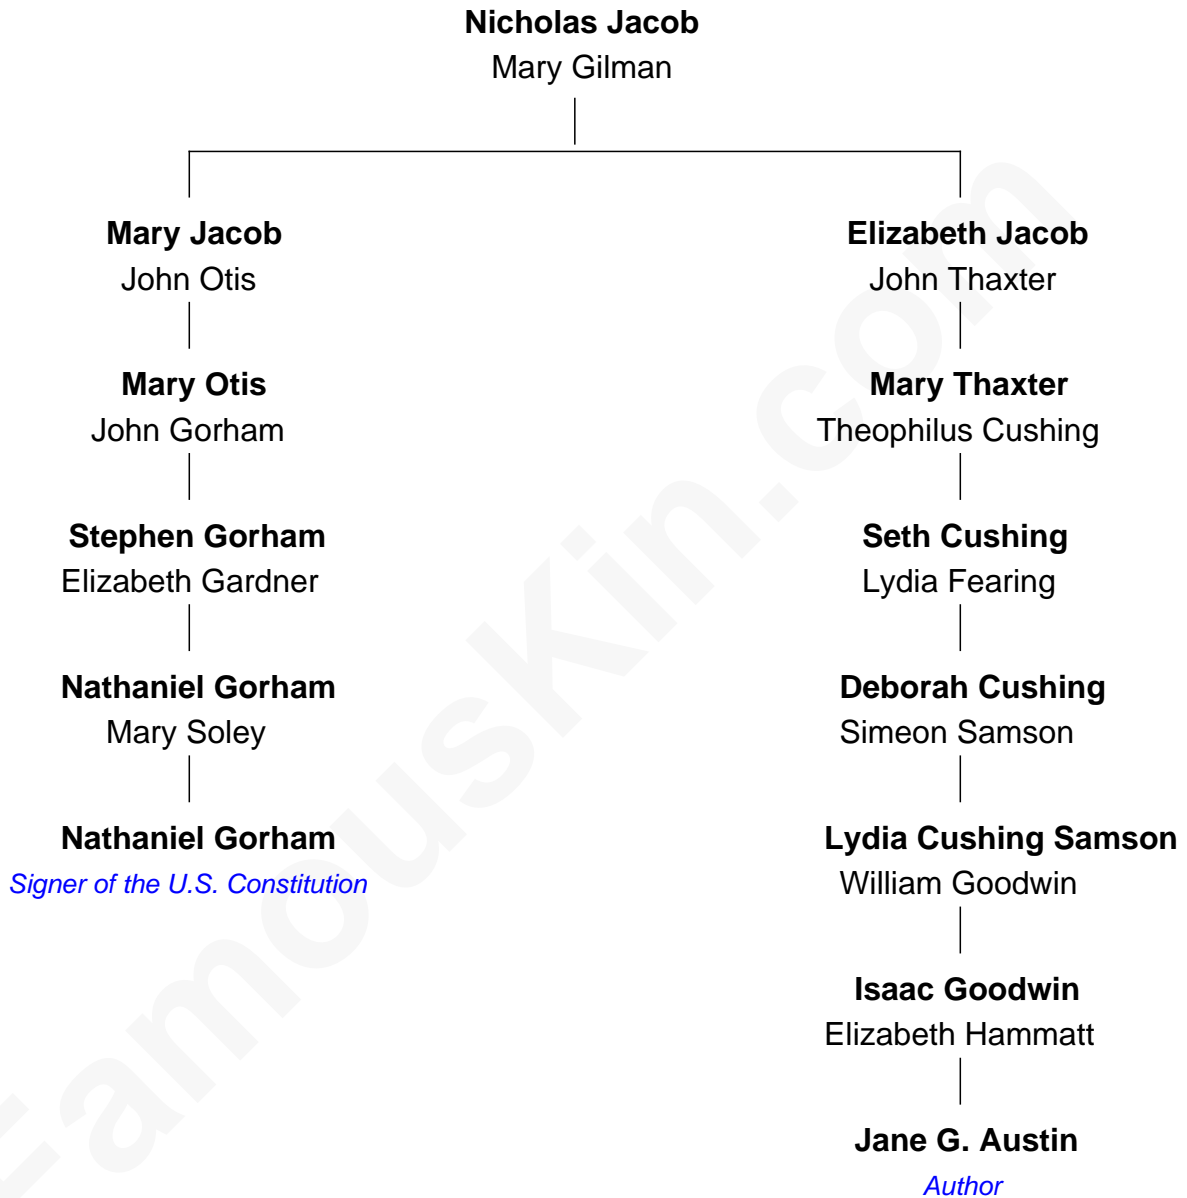 Nicholas Jacob
Mary Gilman
Mary Jacob
John Otis
Elizabeth Jacob
John Thaxter
Mary Otis
John Gorham
Mary Thaxter
Theophilus Cushing
Stephen Gorham
Elizabeth Gardner
Seth Cushing
Lydia Fearing
Nathaniel Gorham
Mary Soley
Deborah Cushing
Simeon Samson
Nathaniel Gorham
Signer of the U.S. Constitution
Lydia Cushing Samson
William Goodwin
Isaac Goodwin
Elizabeth Hammatt
Jane G. Austin
Author
FamousKin.com